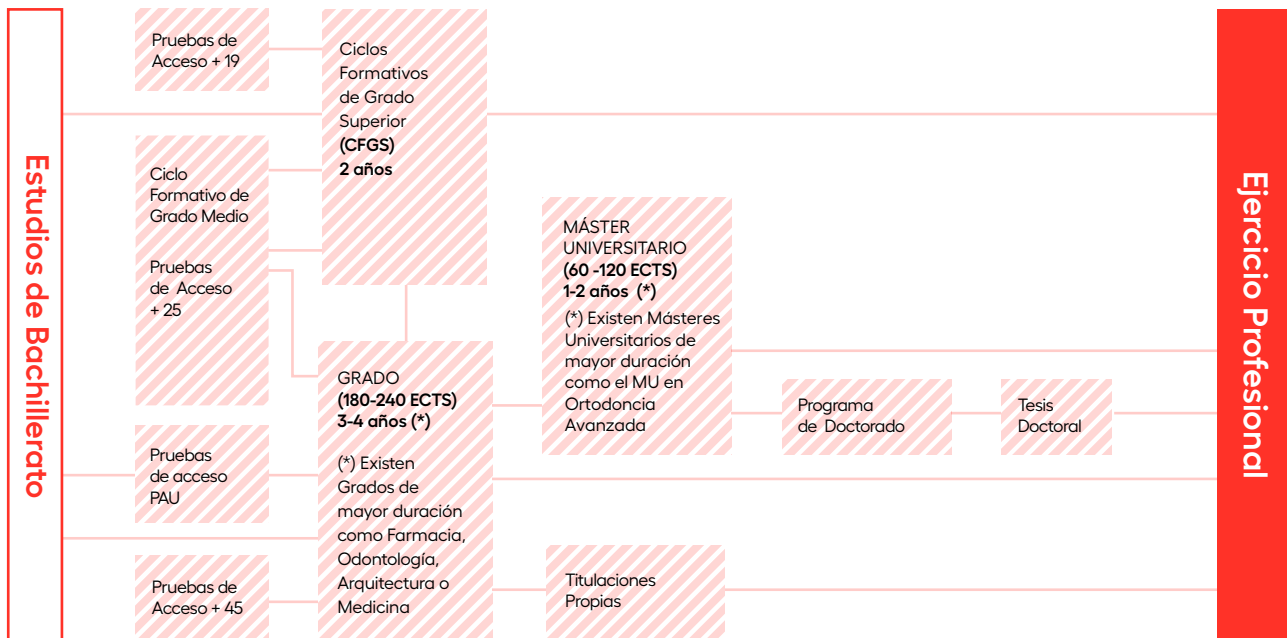 Estudios de Bachillerato
Pruebas de
Acceso + 19
Ciclo
Formativo de
Grado Medio
Pruebas
de Acceso
+ 25
Pruebas
de acceso
PAU
Pruebas de
Acceso + 45
Ciclos
Formativos
de Grado
Superior
(CFGS)
2 años
GRADO
(180-240 ECTS)
3-4 años (*)
(*) Existen
Grados de
mayor duración
como Farmacia,
Odontología,
Arquitectura o
Medicina
MÁSTER
UNIVERSITARIO
(60 -120 ECTS)
1-2 años (*)
(*) Existen Másteres
Universitarios de
mayor duración
como el MU en
Ortodoncia
Avanzada
Titulaciones
Propias
Programa
de Doctorado
Tesis
Doctoral
Ejercicio Profesional